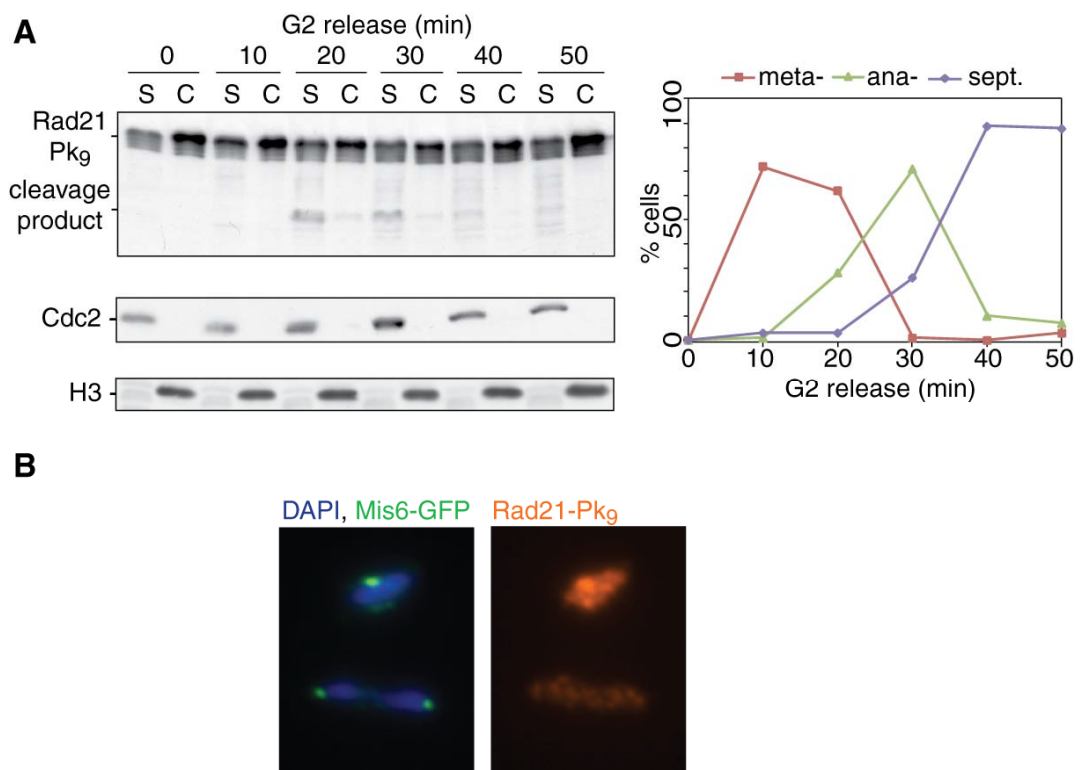 A
G2 release (min)
0 10 20 30 40 50
S C S C S C S C S C S C
Rad21
Pk9
cleavage
product
Cdc2
H3
meta- ana- sept.
100
50
0
% cells
0 10 20 30 40 50
G2 release (min)
B
DAPI, Mis6-GFP Rad21-Pk9